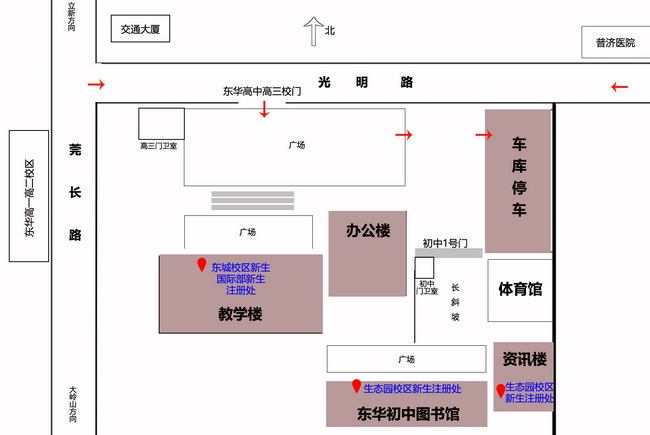 立新方向
交通大厦
北
普济医院
光明路
东华高中高三校门
高三门卫室
广场
车库停车
莞长路
东华高一高二校区
广场
办公楼
初中1号门
东城校区新生
国际部新生
注册处
教学楼
初中
门卫室
长斜坡
体育馆
广场
资讯楼
生态园校区新生注册处
生态园校区
新生注册处
东华初中图书馆
大岭山方向